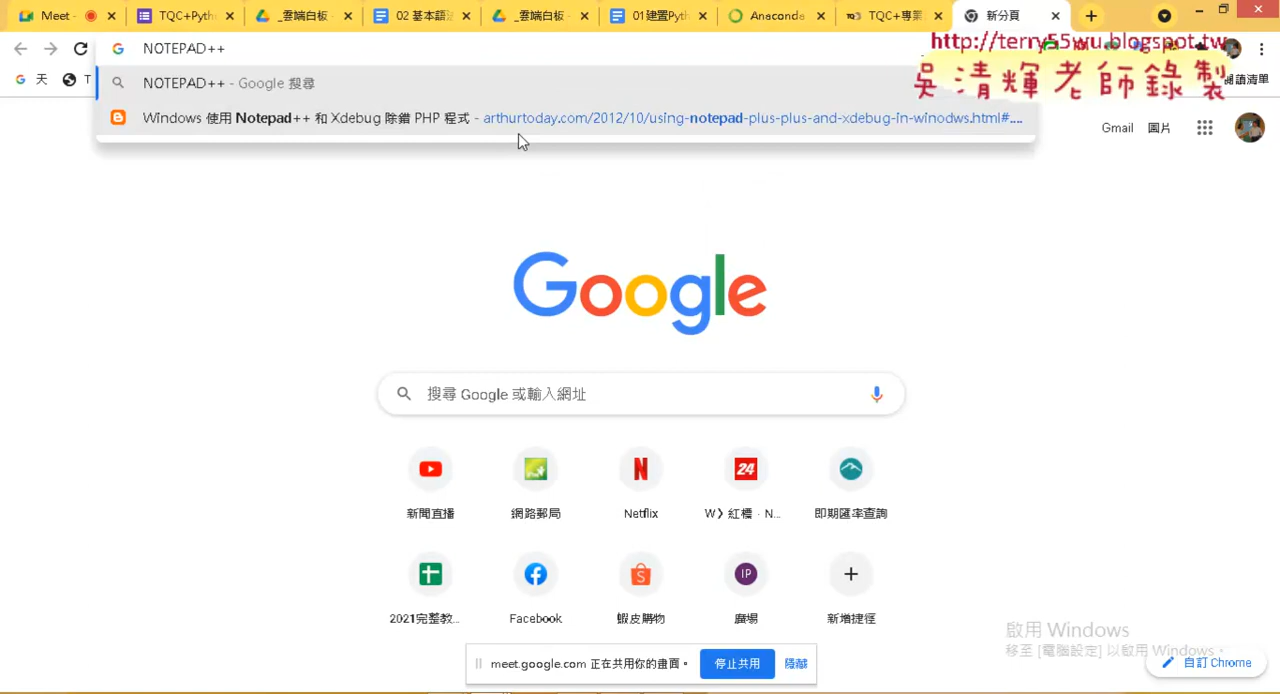 Meet -
TQC+Pyth
_雲端白板 -
02 基本語
_雲端白板 -
01建置Pyth
Anaconda
TQC+專業
新分頁
NOTEPAD++
http://terry55wu.blogspot.tw
吳清輝老師錄製
天
T
閱讀清單
NOTEPAD++ - Google 搜尋
Windows 使用 Notepad++ 和 Xdebug 除錯 PHP 程式 - arthurtoday.com/2012/10/using-notepad-plus-plus-and-xdebug-in-winodws.html#....
Gmail 圖片
Google
搜尋 Google 或輸入網址
新聞直播
網路郵局
Netflix
W》紅標 · N...
即期匯率查詢
24
IP
2021完整教...
Facebook
蝦皮購物
廣場
新增捷徑
啟用 Windows
移至 [電腦設定] 以啟用 Windows。
meet.google.com 正在共用你的畫面。
停止共用
隱藏
自訂 Chrome